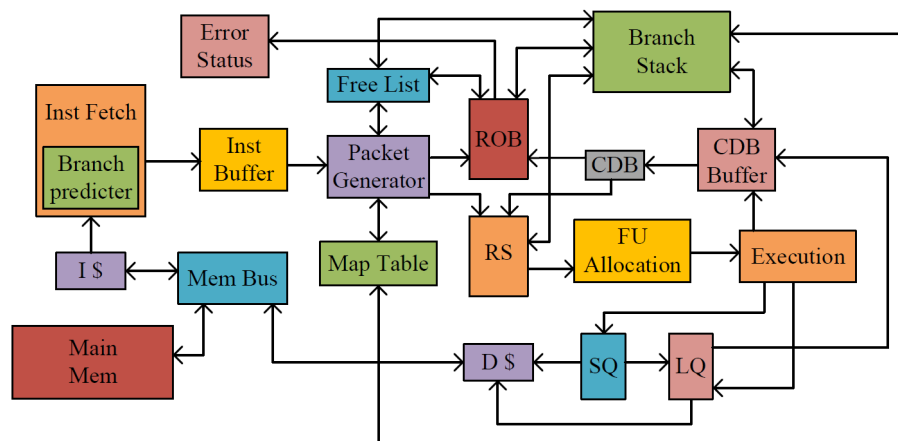 Error
Status
Branch
Stack
Free List
Inst Fetch
Branch
predicter
Inst
Buffer
Packet
Generator
ROB
CDB
CDB
Buffer
I $
Mem Bus
Map Table
RS
FU
Allocation
Execution
Main
Mem
D $
SQ
LQ